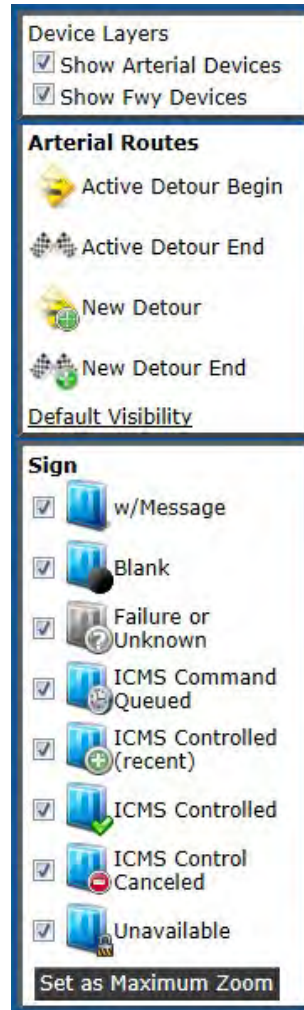 Device Layers
Show Arterial Devices
Show Fwy Devices
Arterial Routes
Active Detour Begin
Active Detour End
New Detour
New Detour End
Default Visibility
Sign
w/Message
Blank
Failure or
Unknown
ICMS Command
Queued
ICMS Controlled
(recent)
ICMS Controlled
ICMS Control
Canceled
Unavailable
Set as Maximum Zoom